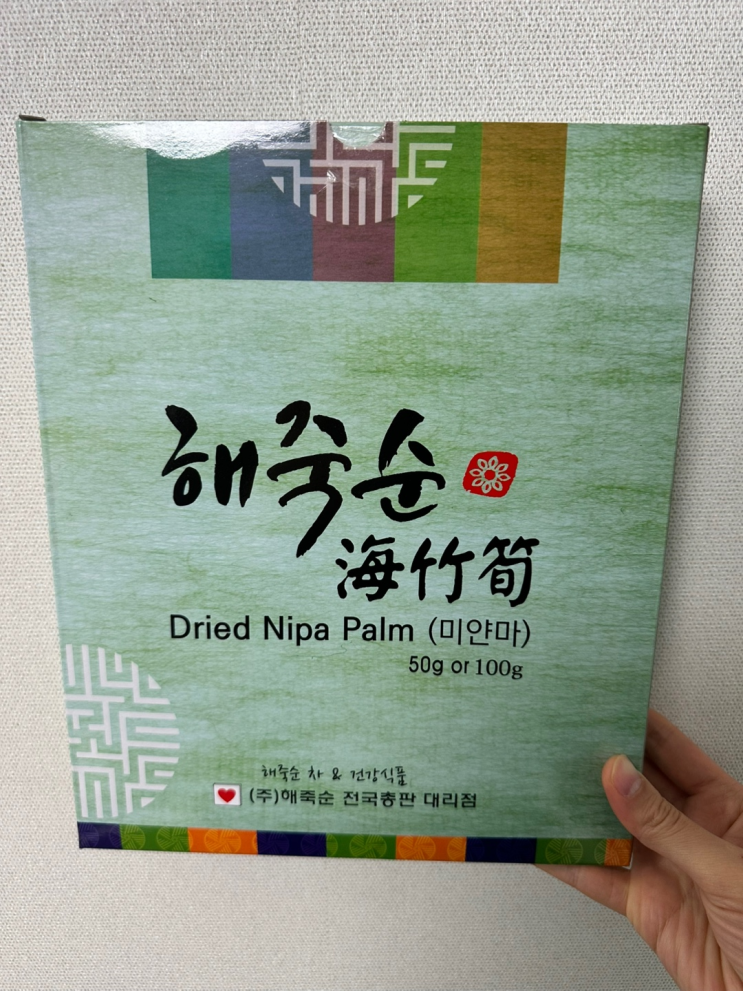 해죽순
海竹筍
Dried Nipa Palm (미얀마)
50g or 100g
해죽순 차 & 건강식품
(주)해죽순 전국총판 대리점